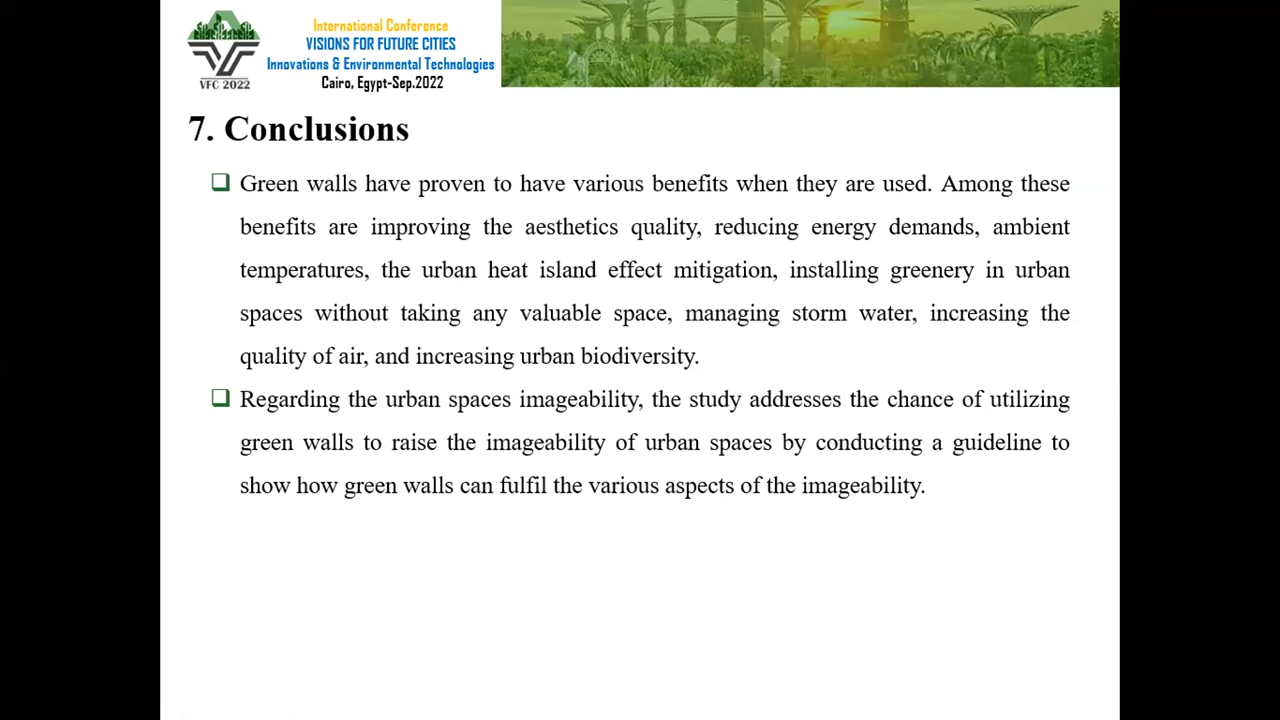 International Conference
VISIONS FOR FUTURE CITIES
Innovations & Environmental Technologies
Cairo, Egypt-Sep.2022
VFC 2022
7. Conclusions
Green walls have proven to have various benefits when they are used. Among these
benefits are improving the aesthetics quality, reducing energy demands, ambient
temperatures, the urban heat island effect mitigation, installing greenery in urban
spaces without taking any valuable space, managing storm water, increasing the
quality of air, and increasing urban biodiversity.
Regarding the urban spaces imageability, the study addresses the chance of utilizing
green walls to raise the imageability of urban spaces by conducting a guideline to
show how green walls can fulfil the various aspects of the imageability.